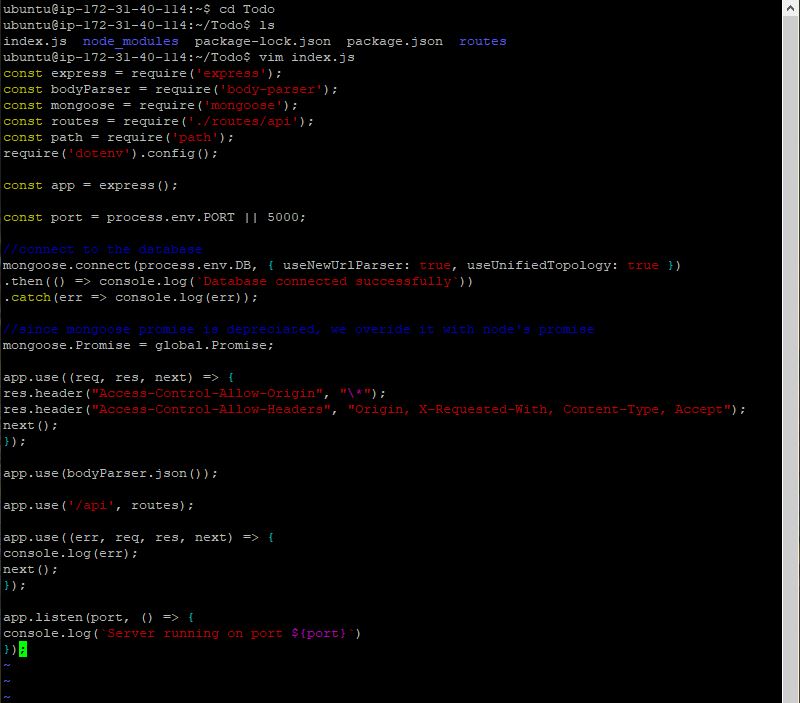 ubuntu@ip-172-31-40-114:~$ cd Todo
ubuntu@ip-172-31-40-114:~/Todo$ ls
index.js  node_modules  package-lock.json  package.json  routes
ubuntu@ip-172-31-40-114:~/Todo$ vim index.js
const express = require('express');
const bodyParser = require('body-parser');
const mongoose = require('mongoose');
const routes = require('./routes/api');
const path = require('path');
require('dotenv').config();

const app = express();

const port = process.env.PORT || 5000;

//connect to the database
mongoose.connect(process.env.DB, { useNewUrlParser: true, useUnifiedTopology: true })
.then(() => console.log(`Database connected successfully`))
.catch(err => console.log(err));

//since mongoose promise is depreciated, we overide it with node's promise
mongoose.Promise = global.Promise;

app.use((req, res, next) => {
res.header("Access-Control-Allow-Origin", "\*");
res.header("Access-Control-Allow-Headers", "Origin, X-Requested-With, Content-Type, Accept");
next();
});

app.use(bodyParser.json());

app.use('/api', routes);

app.use((err, req, res, next) => {
console.log(err);
next();
});

app.listen(port, () => {
console.log(`Server running on port ${port}`)
});
~
~
~